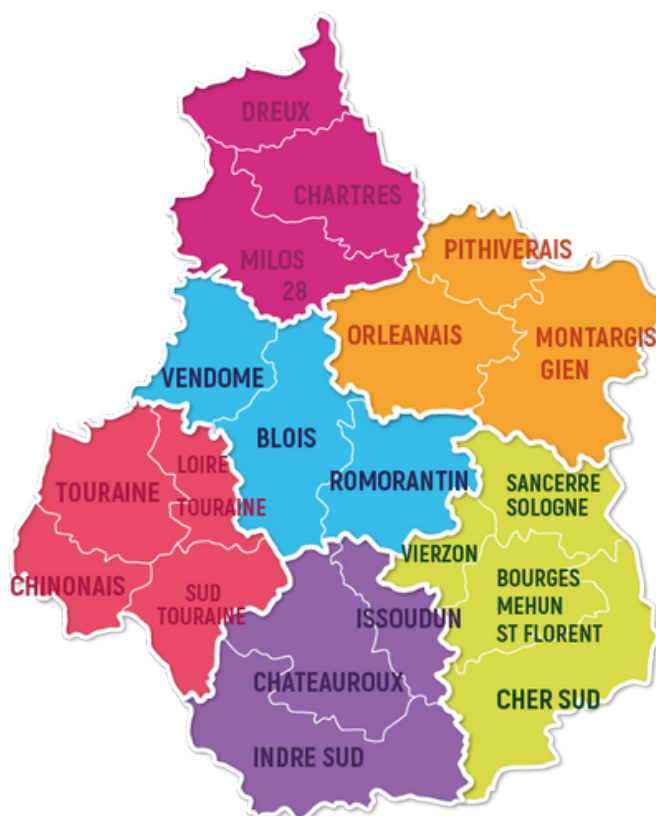 DREUX
CHARTRES
MILOS
28
PITHIVERAIS
ORLEANAIS
MONTARGIS
GIEN
VENDOME
BLOIS
ROMORANTIN
LOIRE
TOURAINE
TOURAINE
CHINONAIS
SUD
TOURAINE
SANCERRE
SOLOGNE
VIERZON
BOURGES
MEHUN
ST FLORENT
CHER SUD
ISSOUDUN
CHATEAUROUX
INDRE SUD